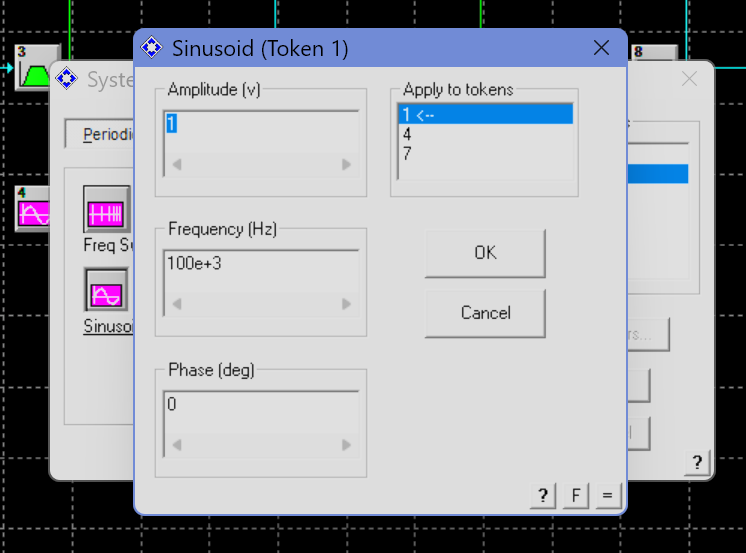 3
8
Sinusoid (Token 1)
Syste
Amplitude (v)
1
Apply to tokens
1 <--
4
7
Periodi
4
Freq Su
Frequency (Hz)
100e+3
OK
Cancel
Sinusoi
Phase (deg)
0
rs...
?
F
=
?